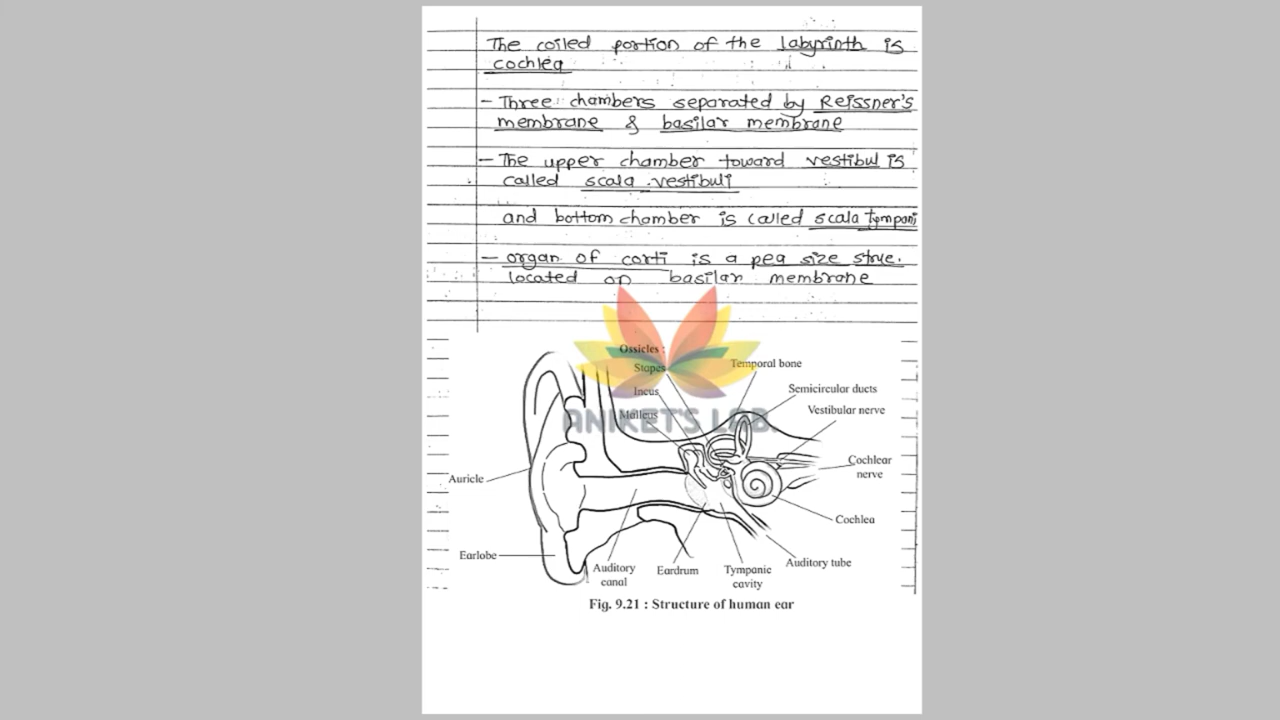 The coiled portion of the labyrinth is
cochlea
- Three chambers separated by Reissner's
membrane & basilar membrane
- The upper chamber toward vestibul is
called scala vestibuli
and bottom chamber is called scala tympani
- organ of corti is a pea size struc.
located on basilar membrane
Ossicles :
Stapes
Incus
Malleus
Temporal bone
Semicircular ducts
Vestibular nerve
ANIKET'S LAB.
Cochlear
nerve
Auricle
Cochlea
Earlobe
Auditory
canal
Eardrum
Tympanic
cavity
Auditory tube
Fig. 9.21 : Structure of human ear